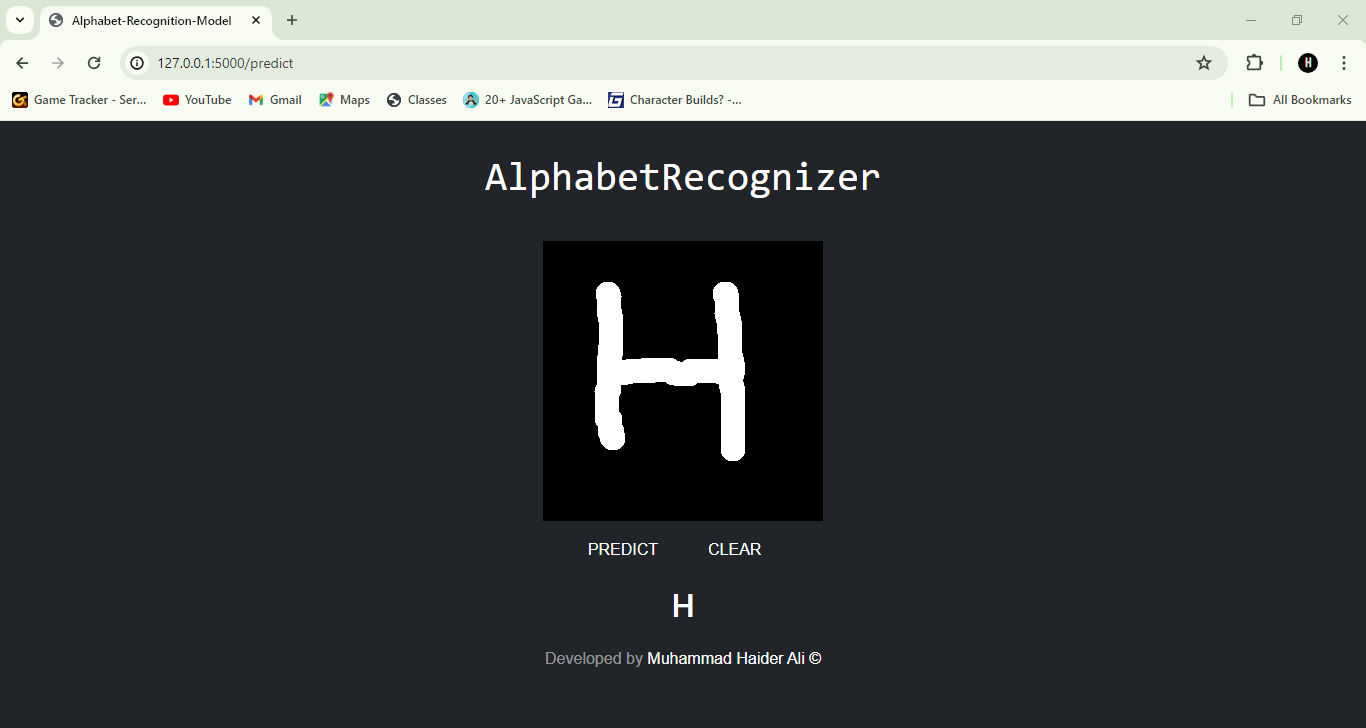 Alphabet-Recognition-Model
127.0.0.1:5000/predict
H
Game Tracker - Ser... YouTube Gmail Maps Classes 20+ JavaScript Ga... Character Builds? -... All Bookmarks
AlphabetRecognizer
H
PREDICT CLEAR
H
Developed by Muhammad Haider Ali ©